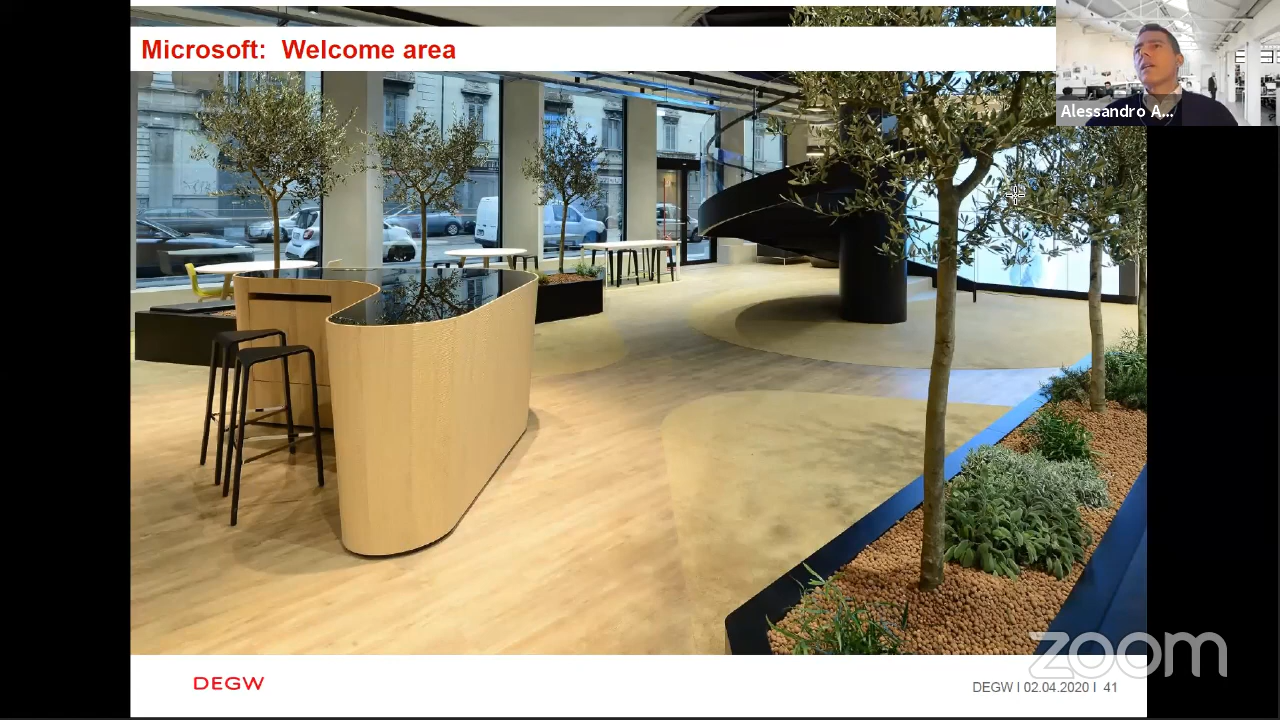 Microsoft: Welcome area
Alessandro A...
DEGW
DEGW I 02.04.2020 I 41
zoom